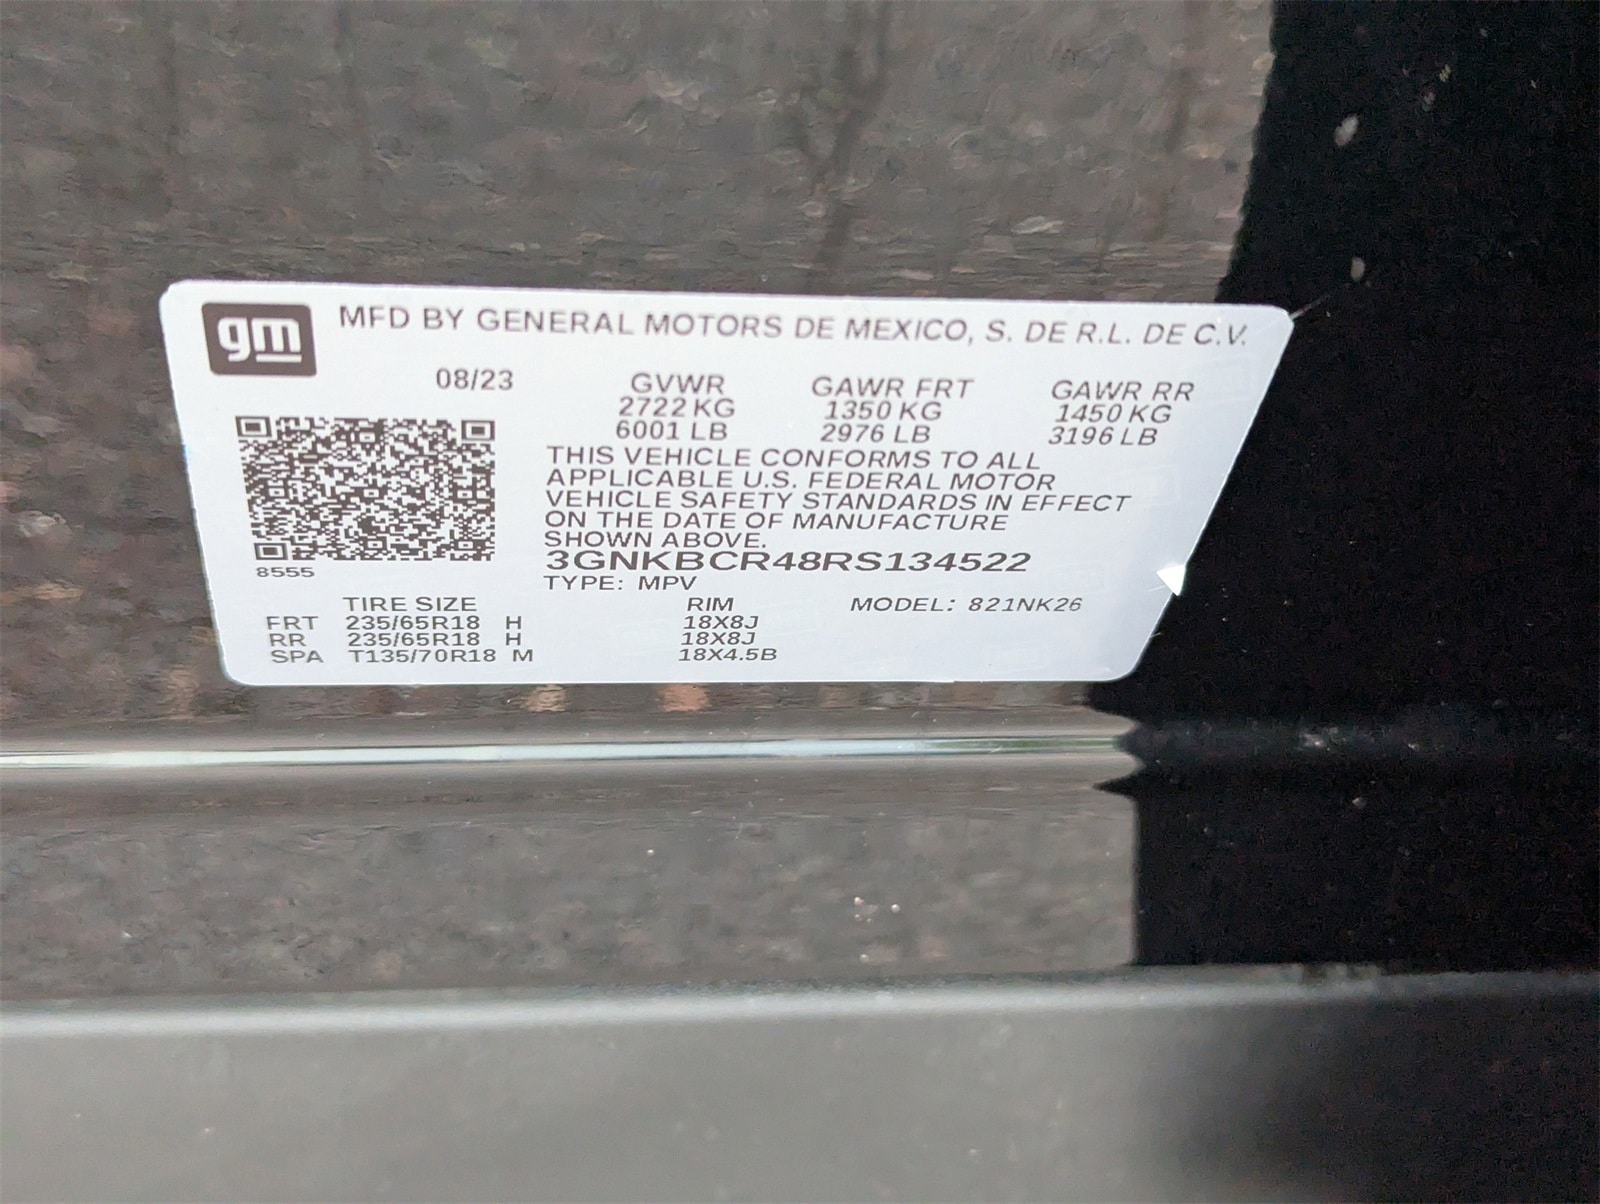 gm MFD BY GENERAL MOTORS DE MEXICO, S. DE R.L. DE C.V.
08/23 GVWR GAWR FRT GAWR RR
2722 KG 1350 KG 1450 KG
6001 LB 2976 LB 3196 LB
THIS VEHICLE CONFORMS TO ALL
APPLICABLE U.S. FEDERAL MOTOR
VEHICLE SAFETY STANDARDS IN EFFECT
ON THE DATE OF MANUFACTURE
SHOWN ABOVE.
3GNKBCR48RS134522
8555
TYPE: MPV
TIRE SIZE RIM MODEL: 821NK26
FRT 235/65R18 H 18X8J
RR 235/65R18 H 18X8J
SPA T135/70R18 M 18X4.5B